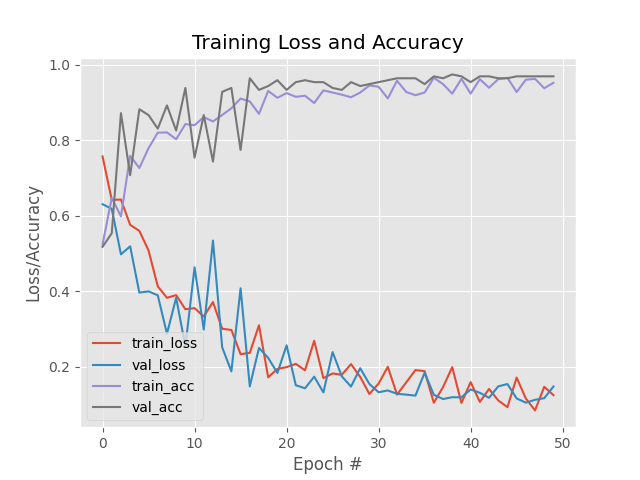 Training Loss and Accuracy
Loss/Accuracy
1.0
0.8
0.6
0.4
0.2
train_loss
val_loss
train_acc
val_acc
0 10 20 30 40 50
Epoch #